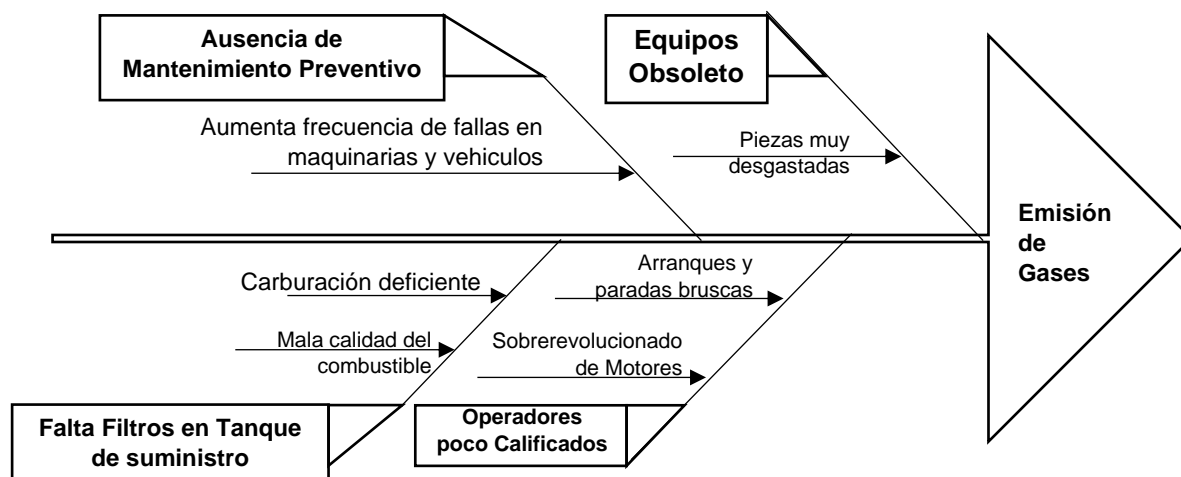 Ausencia de
Mantenimiento Preventivo
Equipos
Obsoleto
Aumenta frecuencia de fallas en
maquinarias y vehiculos
Piezas muy
desgastadas
Emisión
de
Gases
Carburación deficiente
Arranques y
paradas bruscas
Mala calidad del
combustible
Sobrerevolucionado
de Motores
Falta Filtros en Tanque
de suministro
Operadores
poco Calificados